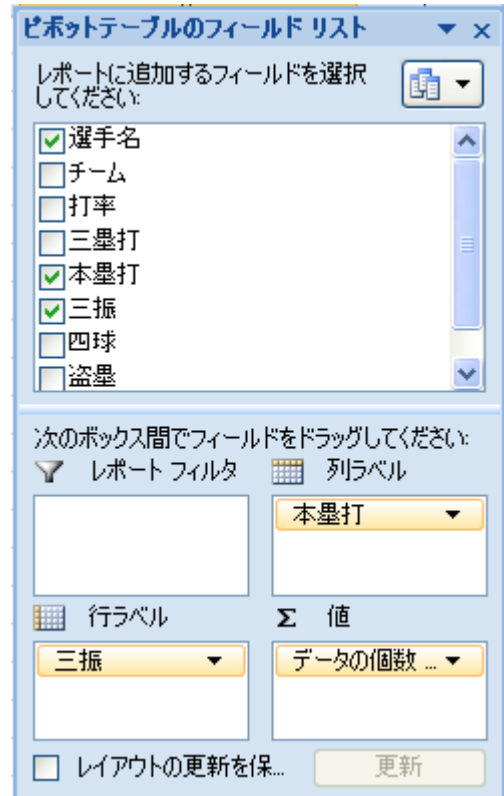 ピボットテーブルのフィールド リスト
レポートに追加するフィールドを選択
してください:
選手名
チーム
打率
三塁打
本塁打
三振
四球
盗塁
次のボックス間でフィールドをドラッグしてください:
レポート フィルタ 列ラベル
本塁打
行ラベル Σ 値
三振 データの個数 ...
レイアウトの更新を保... 更新